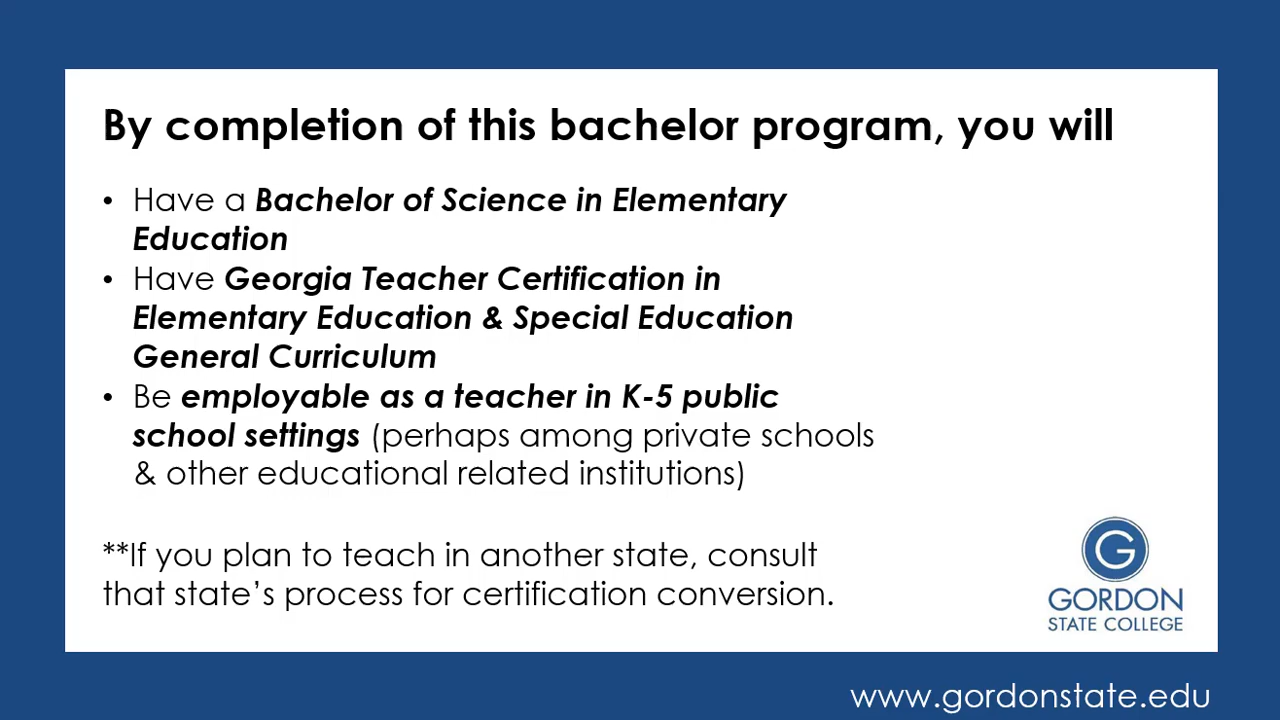 By completion of this bachelor program, you will
• Have a Bachelor of Science in Elementary
Education
• Have Georgia Teacher Certification in
Elementary Education & Special Education
General Curriculum
• Be employable as a teacher in K-5 public
school settings (perhaps among private schools
& other educational related institutions)
**If you plan to teach in another state, consult
that state’s process for certification conversion.
G
GORDON
STATE COLLEGE
www.gordonstate.edu